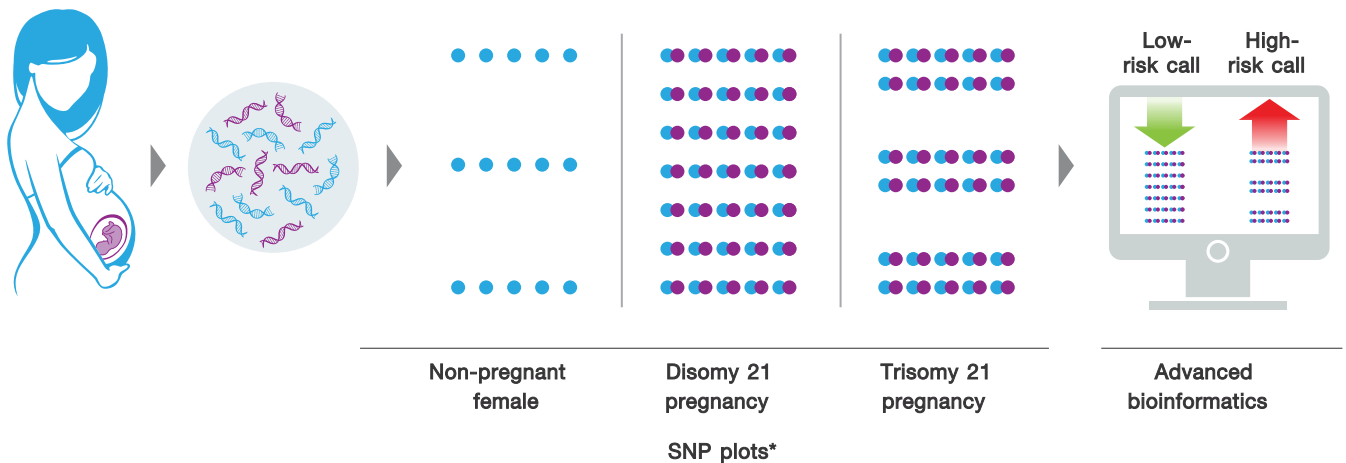 Low-
risk call
High-
risk call
Non-pregnant
female
Disomy 21
pregnancy
Trisomy 21
pregnancy
Advanced
bioinformatics
SNP plots*